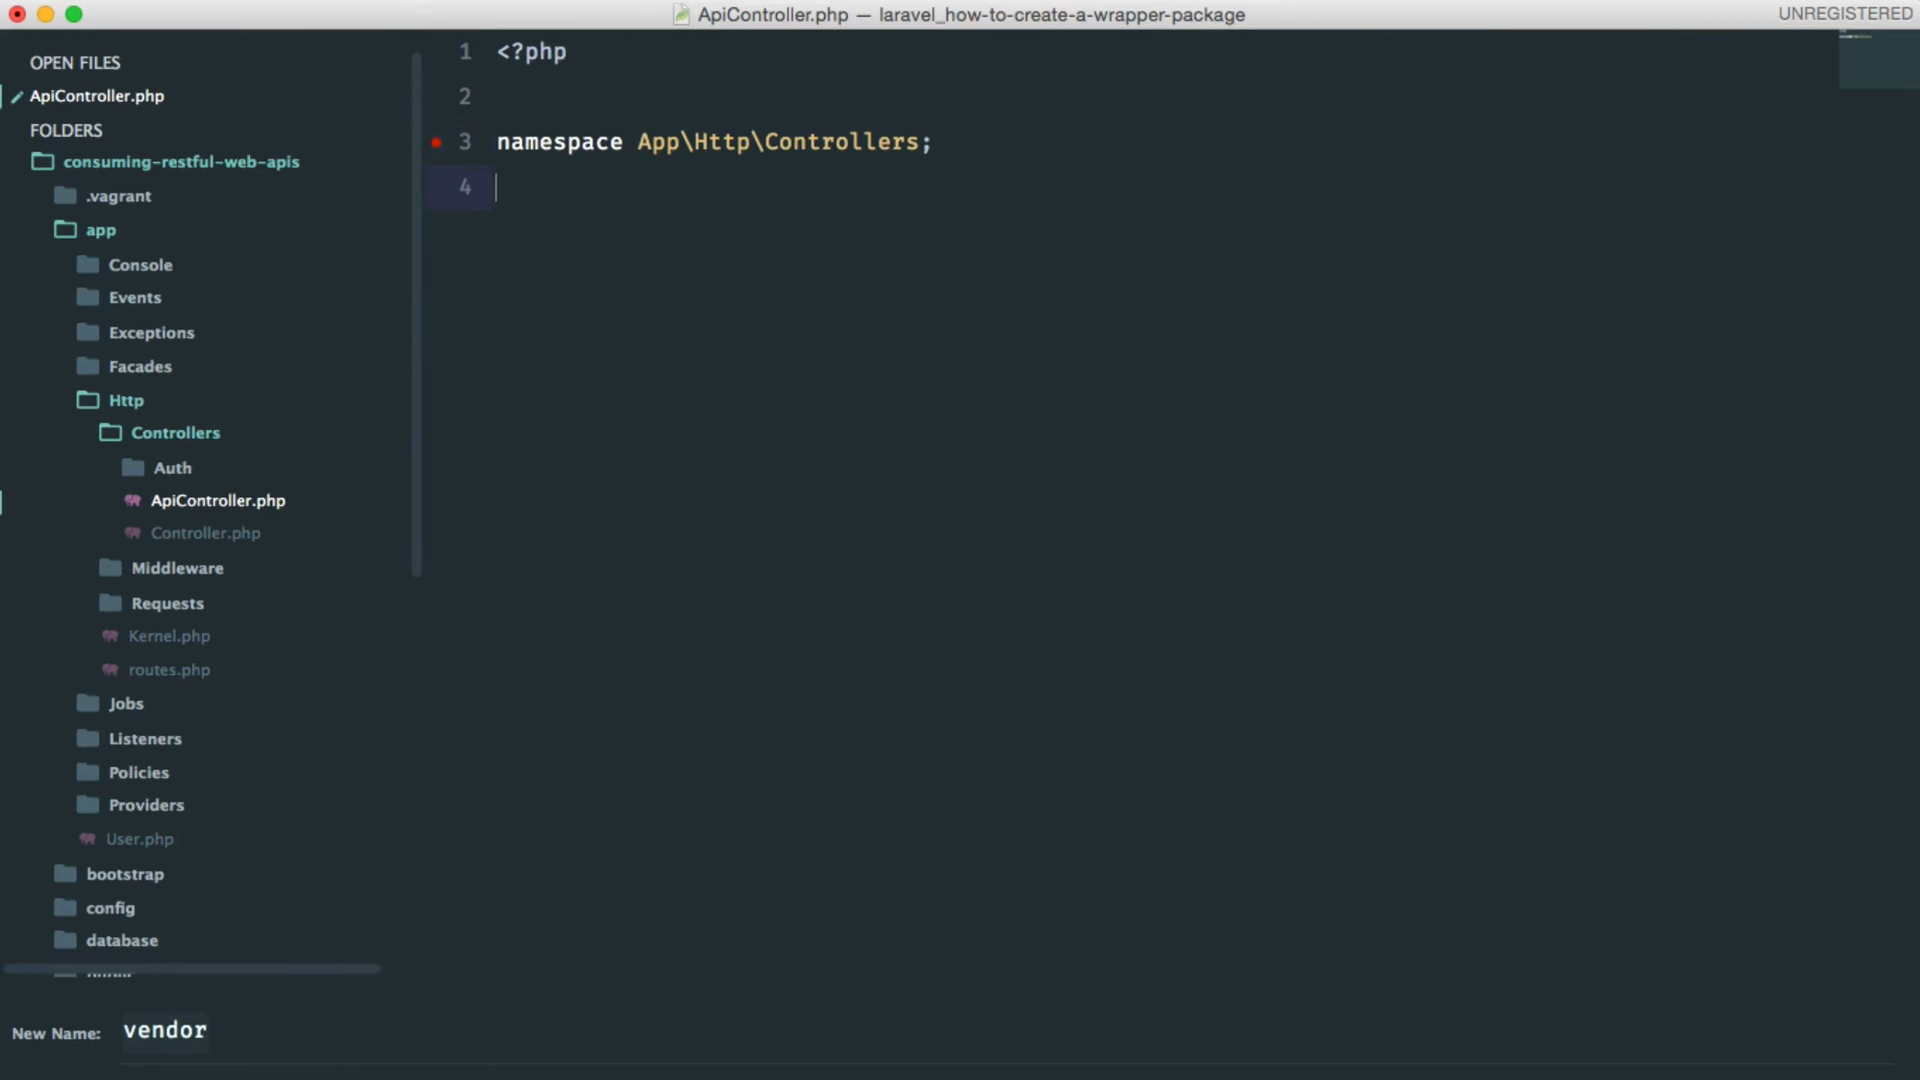 ApiController.php — laravel_how-to-create-a-wrapper-package
UNREGISTERED
OPEN FILES
ApiController.php
FOLDERS
consuming-restful-web-apis
.vagrant
app
Console
Events
Exceptions
Facades
Http
Controllers
Auth
ApiController.php
Controller.php
Middleware
Requests
Kernel.php
routes.php
Jobs
Listeners
Policies
Providers
User.php
bootstrap
config
database
1 <?php
2
3 namespace App\Http\Controllers;
4
New Name: vendor